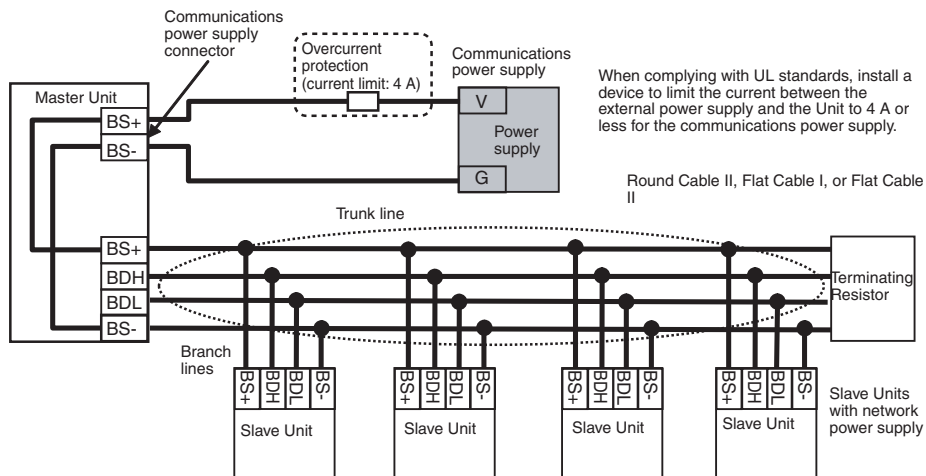 Communications
power supply
connector
Overcurrent
protection
(current limit: 4 A)
Communications
power supply
When complying with UL standards, install a
device to limit the current between the
external power supply and the Unit to 4 A or
less for the communications power supply.
Master Unit
BS+
BS-
V
Power
supply
G
Round Cable II, Flat Cable I, or Flat Cable
II
Trunk line
BS+
BDH
BDL
BS-
Terminating
Resistor
Branch
lines
BS+
BDH
BDL
BS-
Slave Unit
BS+
BDH
BDL
BS-
Slave Unit
BS+
BDH
BDL
BS-
Slave Unit
BS+
BDH
BDL
BS-
Slave Unit
Slave Units
with network
power supply